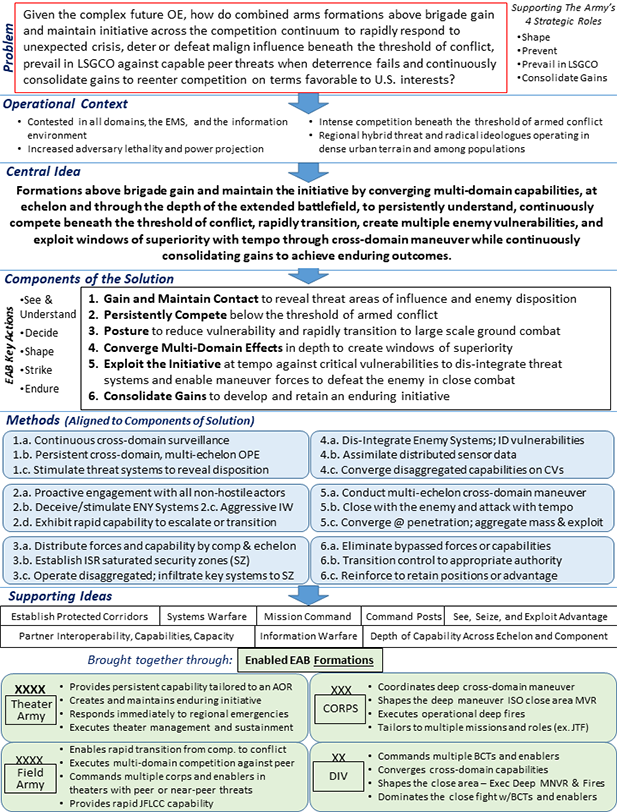 Problem
Given the complex future OE, how do combined arms formations above brigade gain
and maintain initiative across the competition continuum to rapidly respond to
unexpected crisis, deter or defeat malign influence beneath the threshold of conflict,
prevail in LSGCO against capable peer threats when deterrence fails and continuously
consolidate gains to reenter competition on terms favorable to U.S. interests?
Supporting The Army's
4 Strategic Roles
• Shape
• Prevent
• Prevail in LSGCO
• Consolidate Gains
Operational Context
• Contested in all domains, the EMS, and the information
environment
• Increased adversary lethality and power projection
• Intense competition beneath the threshold of armed conflict
• Regional hybrid threat and radical ideologues operating in
dense urban terrain and among populations
Central Idea
Formations above brigade gain and maintain the initiative by converging multi-domain capabilities, at
echelon and through the depth of the extended battlefield, to persistently understand, continuously
compete beneath the threshold of conflict, rapidly transition, create multiple enemy vulnerabilities, and
exploit windows of superiority with tempo through cross-domain maneuver while continuously
consolidating gains to achieve enduring outcomes.
Components of the Solution
EAB Key Actions
•See &
Understand
•Decide
•Shape
•Strike
•Endure
1. Gain and Maintain Contact to reveal threat areas of influence and enemy disposition
2. Persistently Compete below the threshold of armed conflict
3. Posture to reduce vulnerability and rapidly transition to large scale ground combat
4. Converge Multi-Domain Effects in depth to create windows of superiority
5. Exploit the Initiative at tempo against critical vulnerabilities to dis-integrate threat
systems and enable maneuver forces to defeat the enemy in close combat
6. Consolidate Gains to develop and retain an enduring initiative
Methods (Aligned to Components of Solution)
1.a. Continuous cross-domain surveillance
1.b. Persistent cross-domain, multi-echelon OPE
1.c. Stimulate threat systems to reveal disposition
2.a. Proactive engagement with all non-hostile actors
2.b. Deceive/stimulate ENY Systems 2.c. Aggressive IW
2.d. Exhibit rapid capability to escalate or transition
3.a. Distribute forces and capability by comp & echelon
3.b. Establish ISR saturated security zones (SZ)
3.c. Operate disaggregated; infiltrate key systems to SZ
4.a. Dis-Integrate Enemy Systems; ID vulnerabilities
4.b. Assimilate distributed sensor data
4.c. Converge disaggregated capabilities on CVs
5.a. Conduct multi-echelon cross-domain maneuver
5.b. Close with the enemy and attack with tempo
5.c. Converge @ penetration; aggregate mass & exploit
6.a. Eliminate bypassed forces or capabilities
6.b. Transition control to appropriate authority
6.c. Reinforce to retain positions or advantage
Supporting Ideas
Establish Protected Corridors
Systems Warfare
Mission Command
Command Posts
See, Seize, and Exploit Advantage
Partner Interoperability, Capabilities, Capacity
Information Warfare
Depth of Capability Across Echelon and Component
Brought together through: Enabled EAB Formations
XXXX
Theater
Army
• Provides persistent capability tailored to an AOR
• Creates and maintains enduring initiative
• Responds immediately to regional emergencies
• Executes theater management and sustainment
XXX
CORPS
• Coordinates deep cross-domain maneuver
• Shapes the deep maneuver ISO close area MVR
• Executes operational deep fires
• Tailors to multiple missions and roles (ex. JTF)
XXXX
Field
Army
• Enables rapid transition from comp. to conflict
• Executes multi-domain competition against peer
• Commands multiple corps and enablers in
theaters with peer or near-peer threats
• Provides rapid JFLCC capability
XX
DIV
• Commands multiple BCTs and enablers
• Converges cross-domain capabilities
• Shapes the close area – Exec Deep MNVR & Fires
• Dominates the close fight w/BCTs and enablers